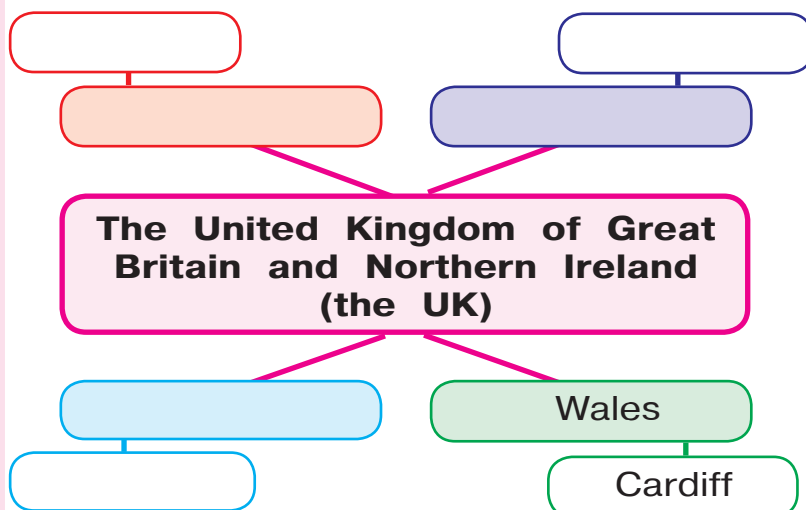 The United Kingdom of Great
Britain and Northern Ireland
(the UK)
Wales
Cardiff